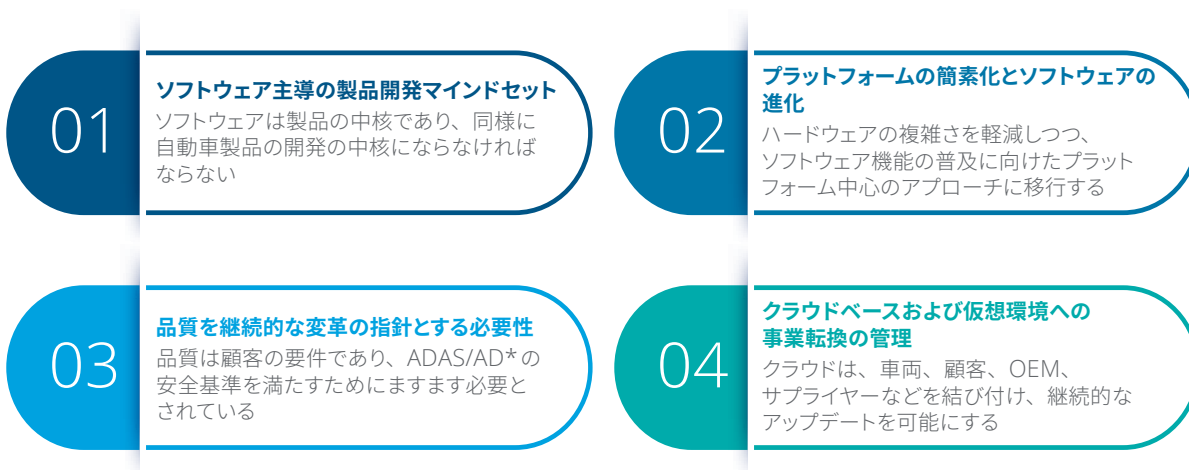 01
ソフトウェア主導の製品開発マインドセット
ソフトウェアは製品の中核であり、同様に
自動車製品の開発の中核にならなければ
ならない
02
プラットフォームの簡素化とソフトウェアの
進化
ハードウェアの複雑さを軽減しつつ、
ソフトウェア機能の普及に向けたプラット
フォーム中心のアプローチに移行する
03
品質を継続的な変革の指針とする必要性
品質は顧客の要件であり、ADAS/AD*の
安全基準を満たすためにますます必要と
されている
04
クラウドベースおよび仮想環境への
事業転換の管理
クラウドは、車両、顧客、OEM、
サプライヤーなどを結び付け、継続的な
アップデートを可能にする